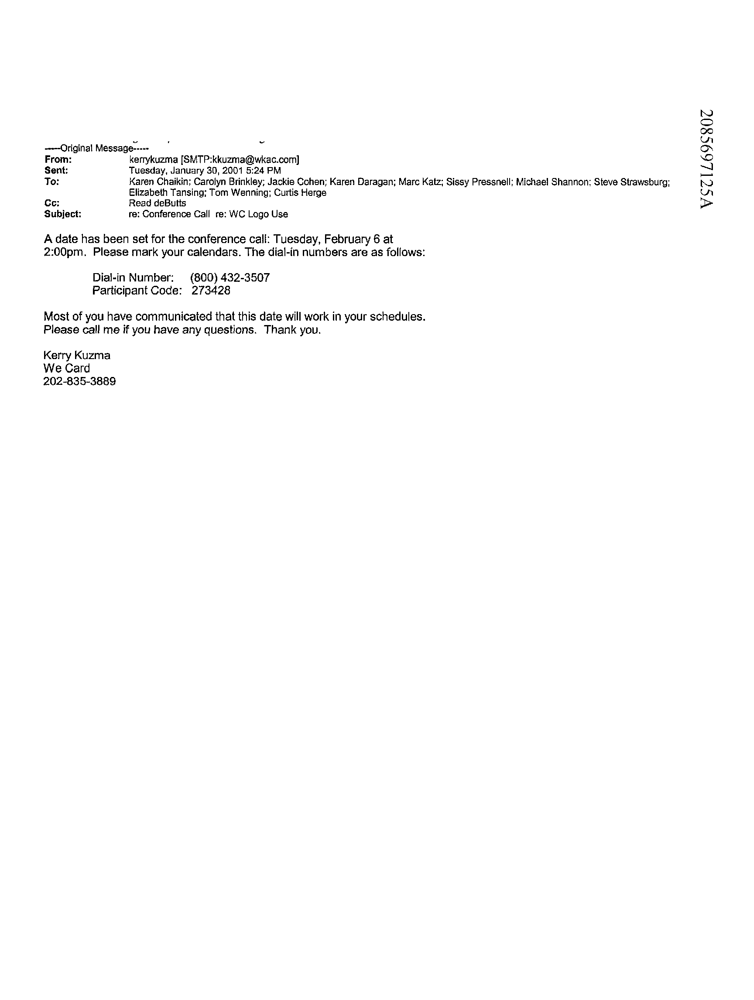 -----Original Message-----
From: kerrykuzma [SMTP:kkuzma@wkac.com]
Sent: Tuesday, January 30, 2001 5:24 PM
To: Karen Chaikin; Carolyn Brinkley; Jackie Cohen; Karen Daragan; Marc Katz; Sissy Pressnell; Michael Shannon; Steve Strawsburg;
Elizabeth Tansing; Tom Wenning; Curtis Herge
Cc: Read deButts
Subject: re: Conference Call re: WC Logo Use
A date has been set for the conference call: Tuesday, February 6 at
2:00pm. Please mark your calendars. The dial-in numbers are as follows:
Dial-in Number: (800) 432-3507
Participant Code: 273428
Most of you have communicated that this date will work in your schedules.
Please call me if you have any questions. Thank you.
Kerry Kuzma
We Card
202-835-3889
2085697125A